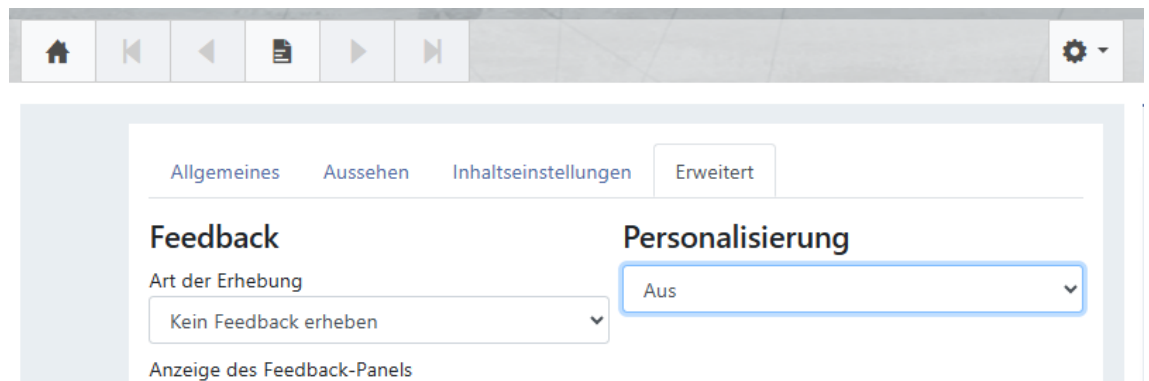 Allgemeines Aussehen Inhaltseinstellungen Erweitert
Feedback
Art der Erhebung
Kein Feedback erheben
Anzeige des Feedback-Panels
Personalisierung
Aus